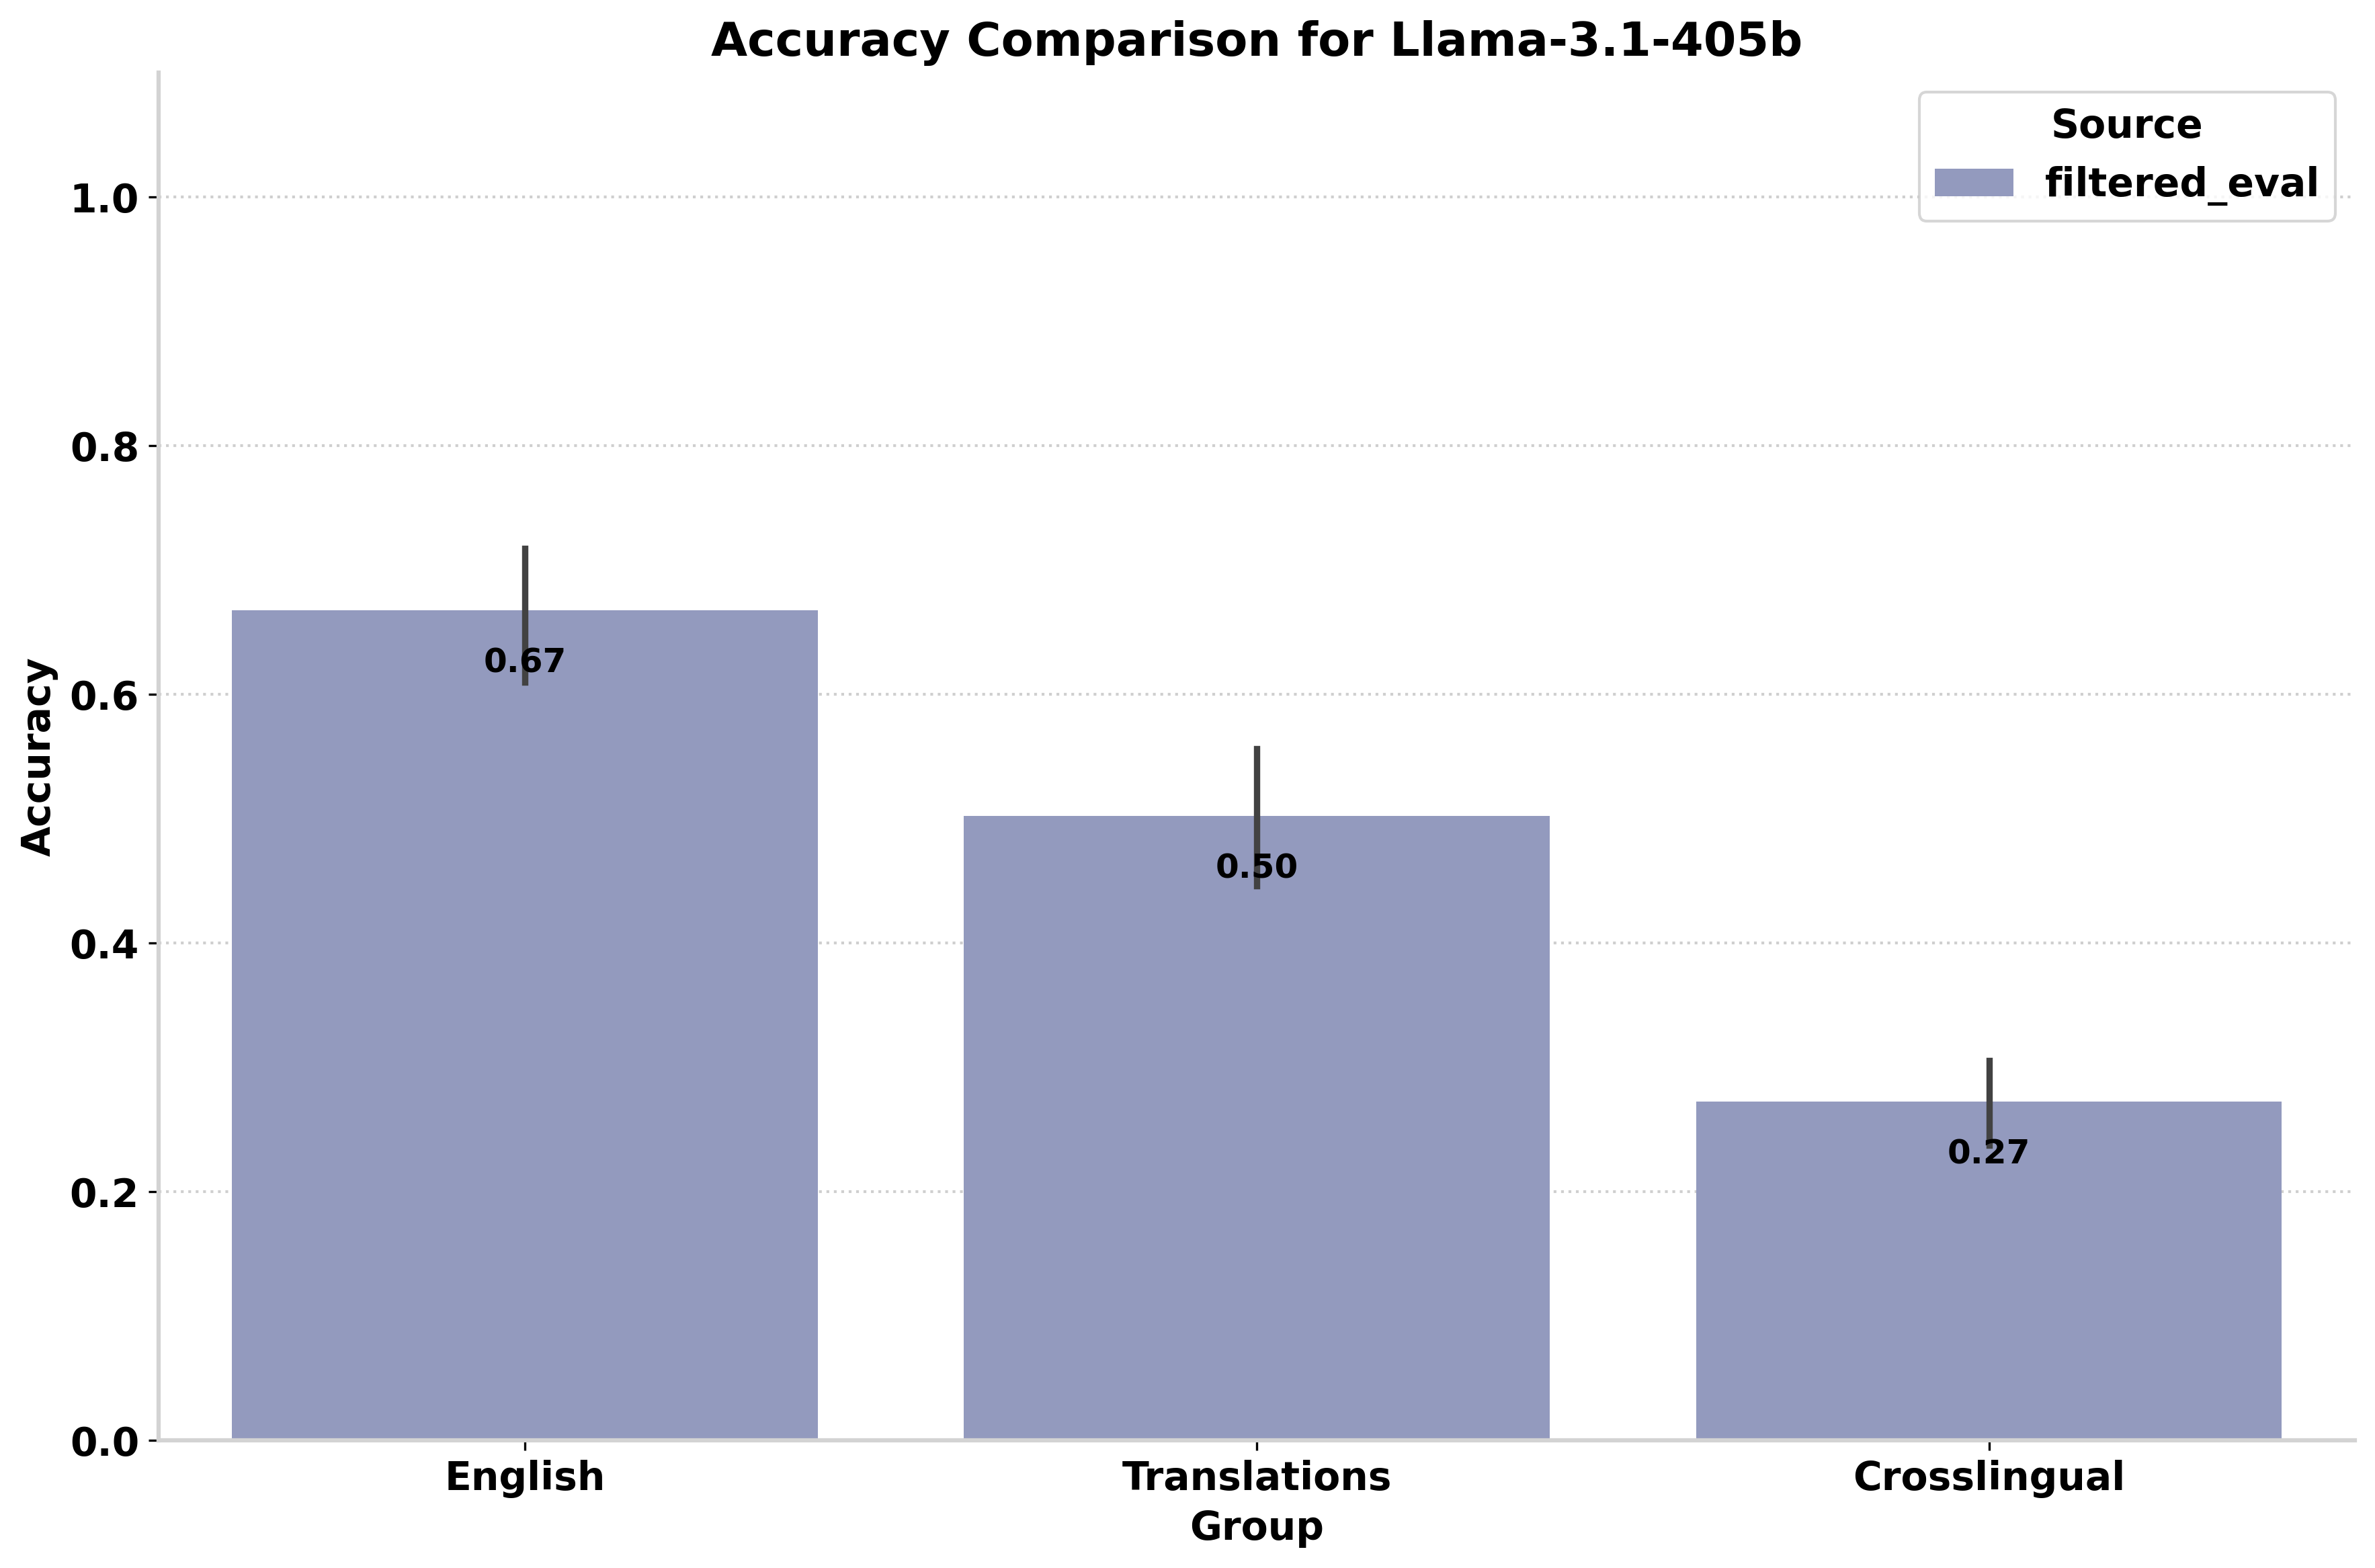 Accuracy Comparison for Llama-3.1-405b
Source
filtered_eval
1.0
0.8
0.6
0.4
0.2
0.0
Accuracy
0.67
0.50
0.27
English
Translations
Crosslingual
Group